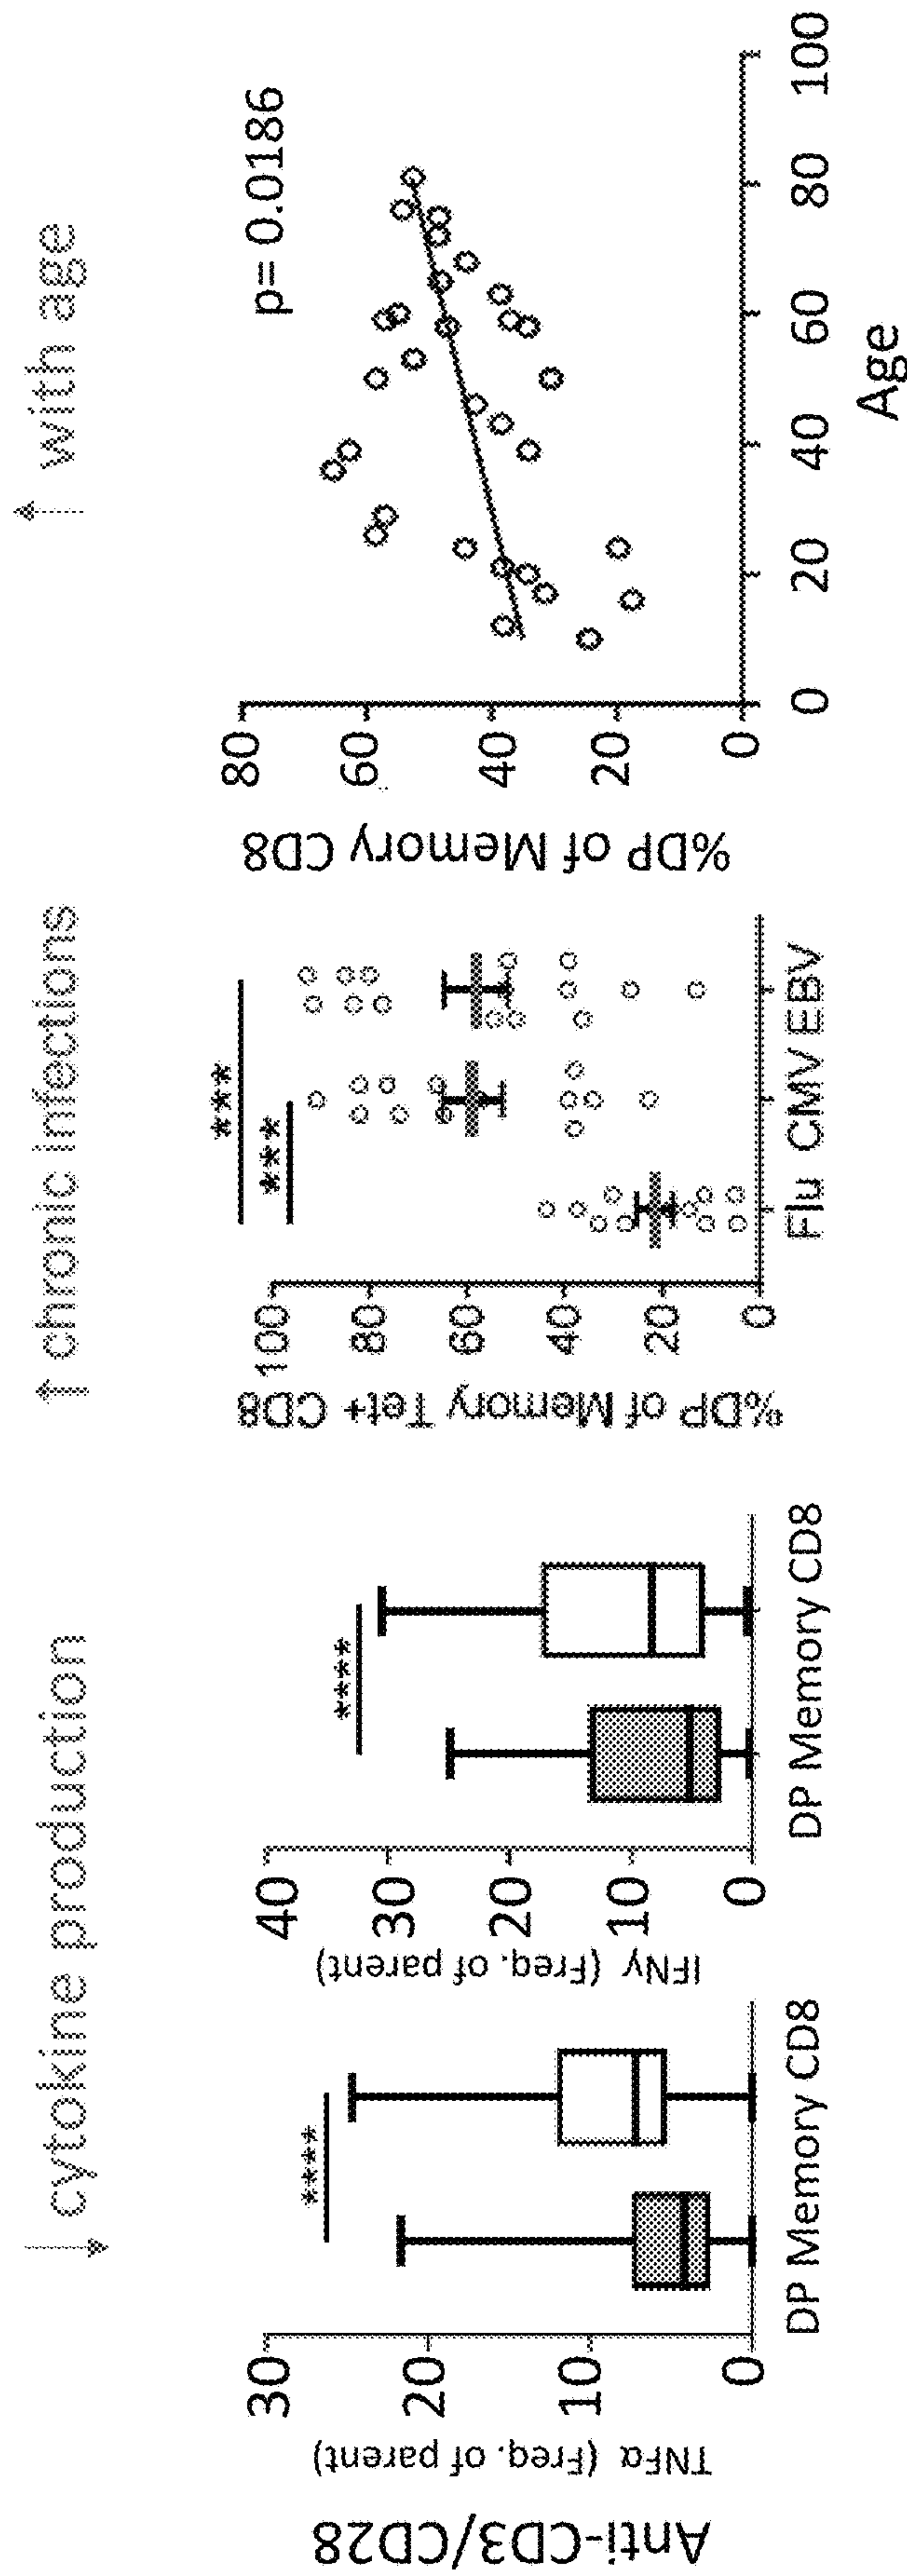 ↓ cytokine production
↑ chronic infections
↑ with age
Anti-CD3/CD28
TNFα (Freq. of parent)
30
20
10
0
****
DP Memory CD8
IFNγ (Freq. of parent)
40
30
20
10
0
****
DP Memory CD8
%DP of Memory Tet+ CD8
100
80
60
40
20
0
***
***
Flu CMV EBV
%DP of Memory CD8
80
60
40
20
0
p= 0.0186
0 20 40 60 80 100
Age